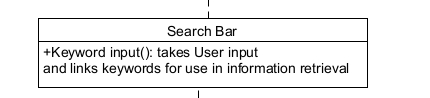 Search Bar
+Keyword input(): takes User input
and links keywords for use in information retrieval